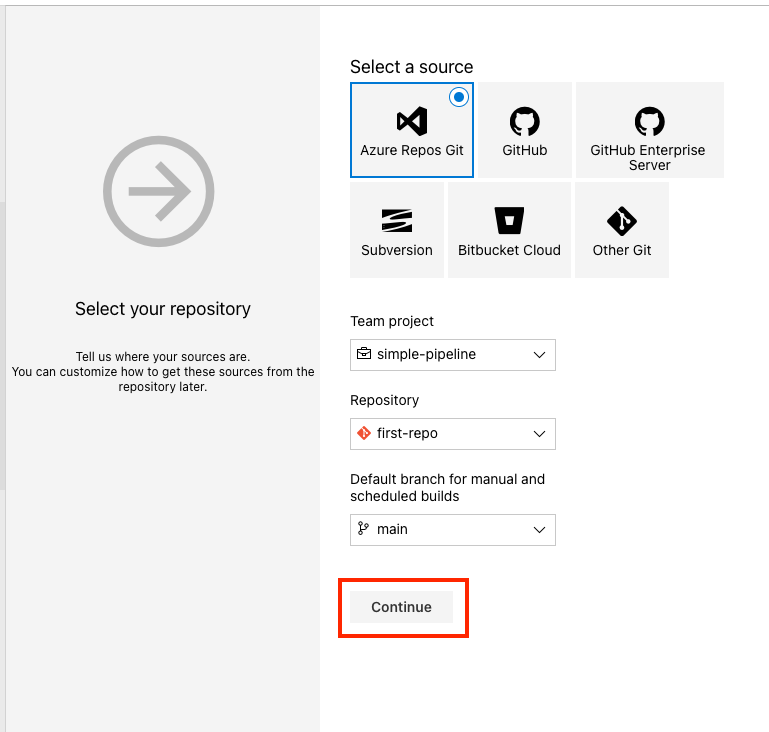 Select a source
Azure Repos Git
GitHub
GitHub Enterprise
Server
Subversion
Bitbucket Cloud
Other Git
Select your repository
Tell us where your sources are.
You can customize how to get these sources from the
repository later.
Team project
simple-pipeline
Repository
first-repo
Default branch for manual and
scheduled builds
main
Continue